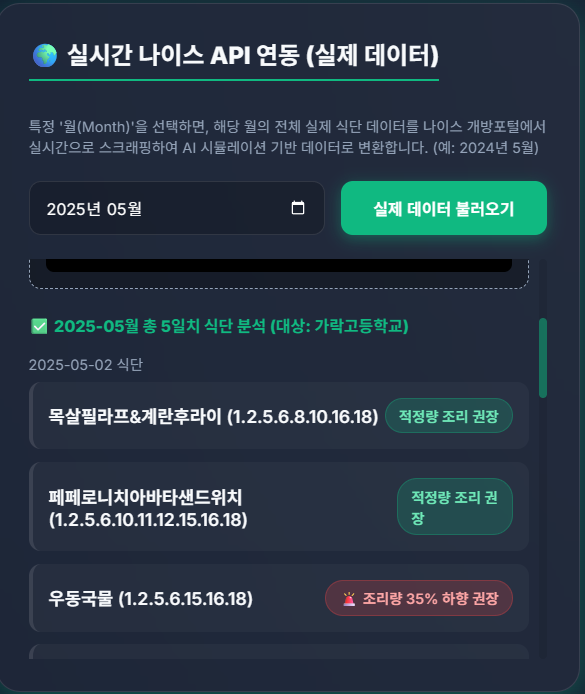 🌍 실시간 나이스 API 연동 (실제 데이터)
특정 '월(Month)'을 선택하면, 해당 월의 전체 실제 식단 데이터를 나이스 개방포털에서
실시간으로 스크래핑하여 AI 시뮬레이션 기반 데이터로 변환합니다. (예: 2024년 5월)
2025년 05월
실제 데이터 불러오기
✅ 2025-05월 총 5일치 식단 분석 (대상: 가락고등학교)
2025-05-02 식단
목살필라프&계란후라이 (1.2.5.6.8.10.16.18)
적정량 조리 권장
페페로니치아바타샌드위치
(1.2.5.6.10.11.12.15.16.18)
적정량 조리 권
장
우동국물 (1.2.5.6.15.16.18)
🚨 조리량 35% 하향 권장